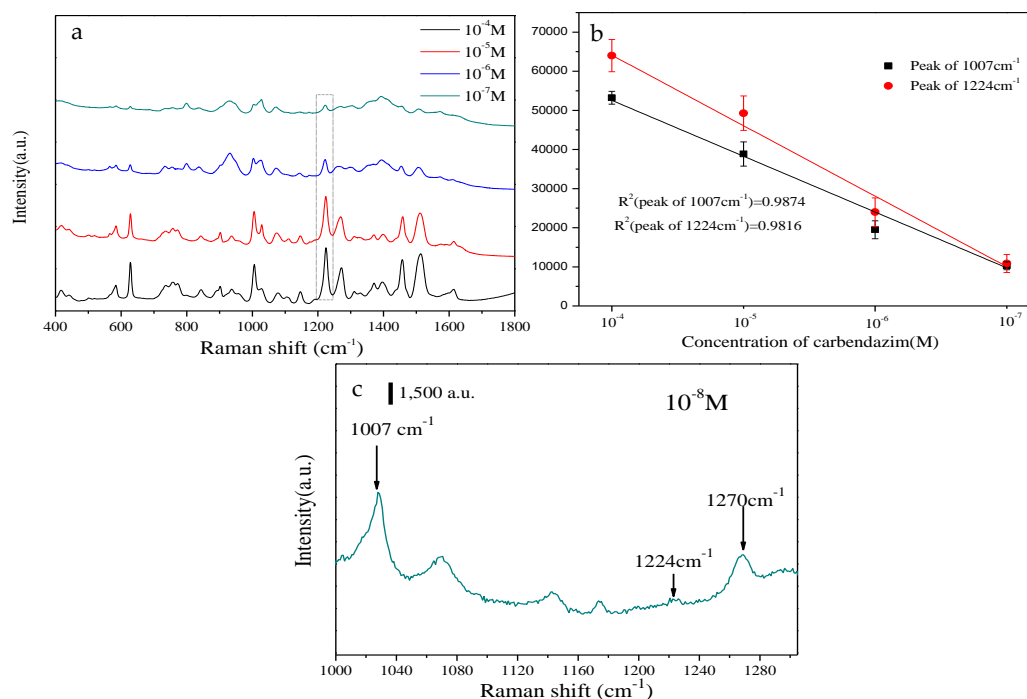 a
10⁻⁴M
10⁻⁵M
10⁻⁶M
10⁻⁷M
Intensity(a.u.)
400 600 800 1000 1200 1400 1600 1800
Raman shift (cm⁻¹)
b
70000
60000
50000
40000
30000
20000
10000
0
Peak of 1007cm⁻¹
Peak of 1224cm⁻¹
R²(peak of 1007cm⁻¹)=0.9874
R²(peak of 1224cm⁻¹)=0.9816
10⁻⁴ 10⁻⁵ 10⁻⁶ 10⁻⁷
Concentration of carbendazim(M)
c
1,500 a.u.
10⁻⁸M
1007 cm⁻¹
1270cm⁻¹
1224cm⁻¹
Intensity(a.u.)
1000 1040 1080 1120 1160 1200 1240 1280
Raman shift (cm⁻¹)